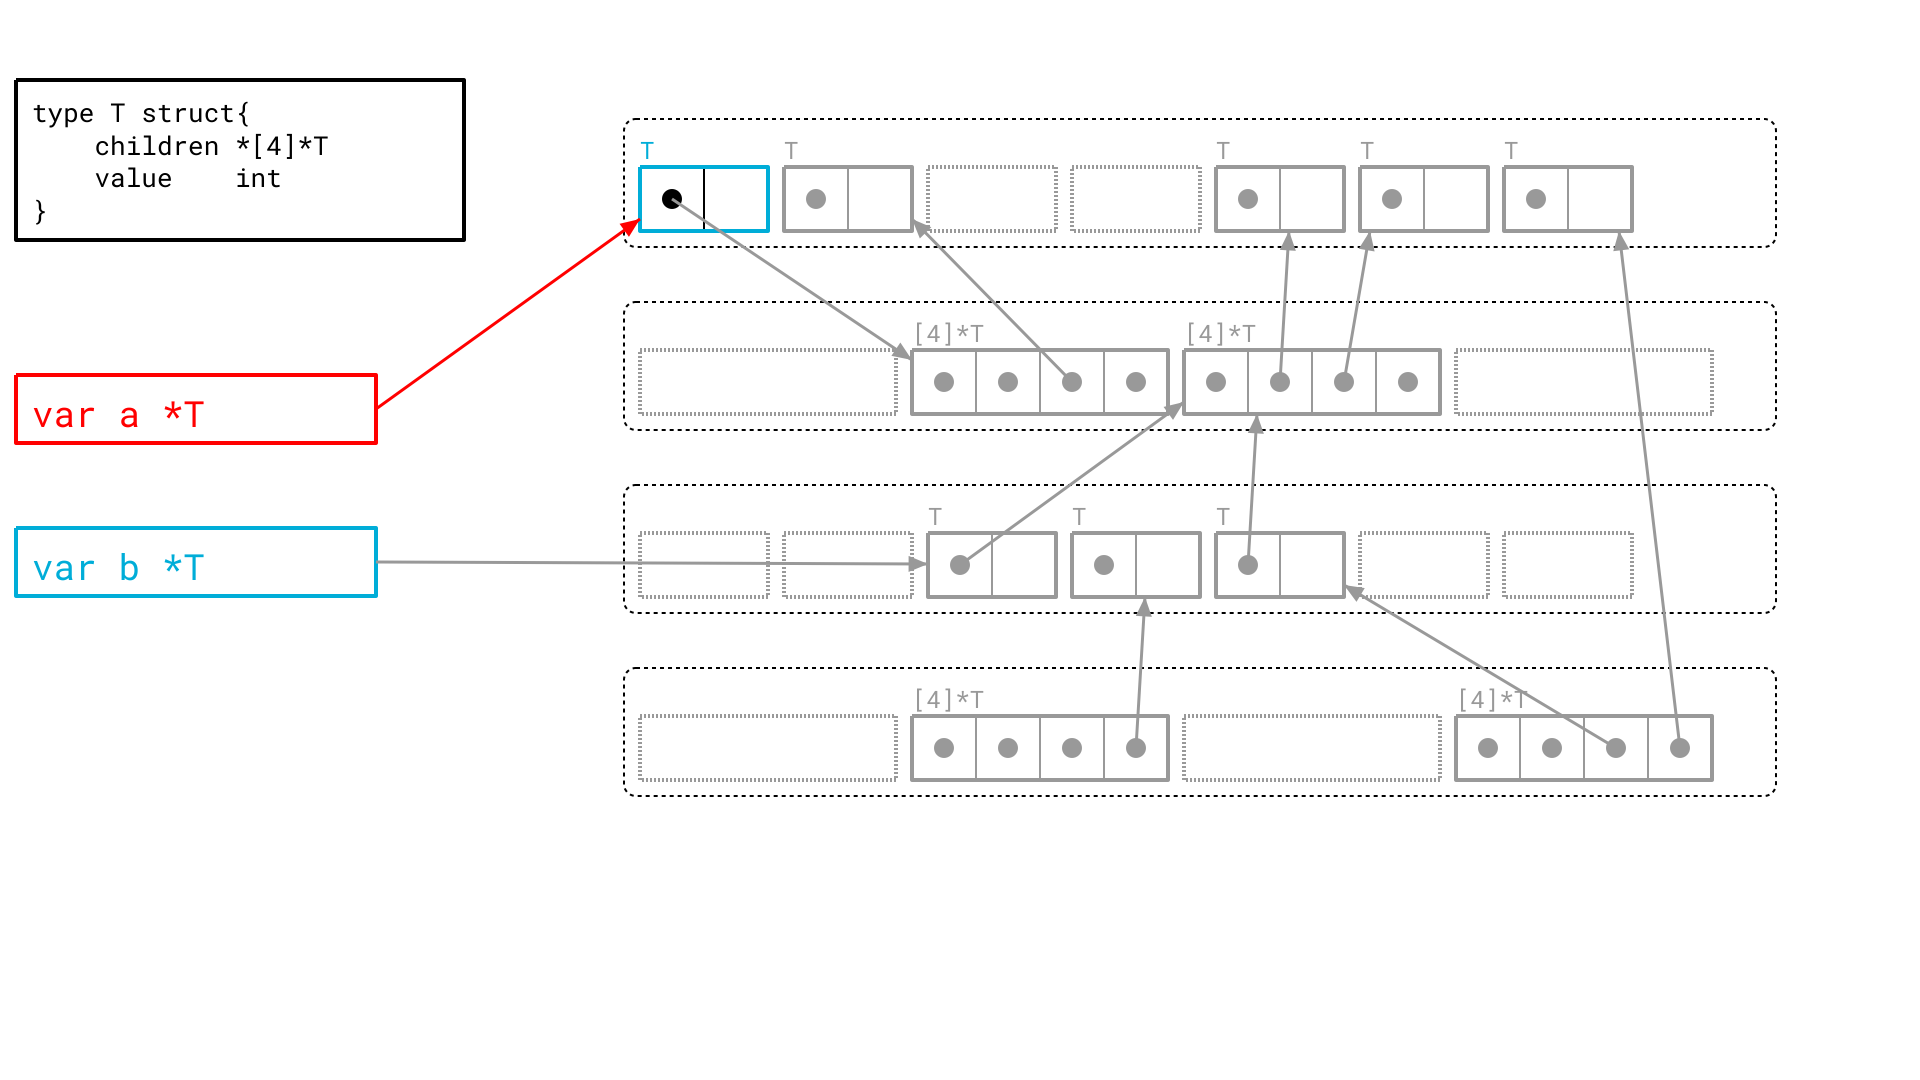 type T struct{
    children *[4]*T
    value    int
}
T
T
T
T
T
[4]*T
[4]*T
var a *T
T
T
T
var b *T
[4]*T
[4]*T